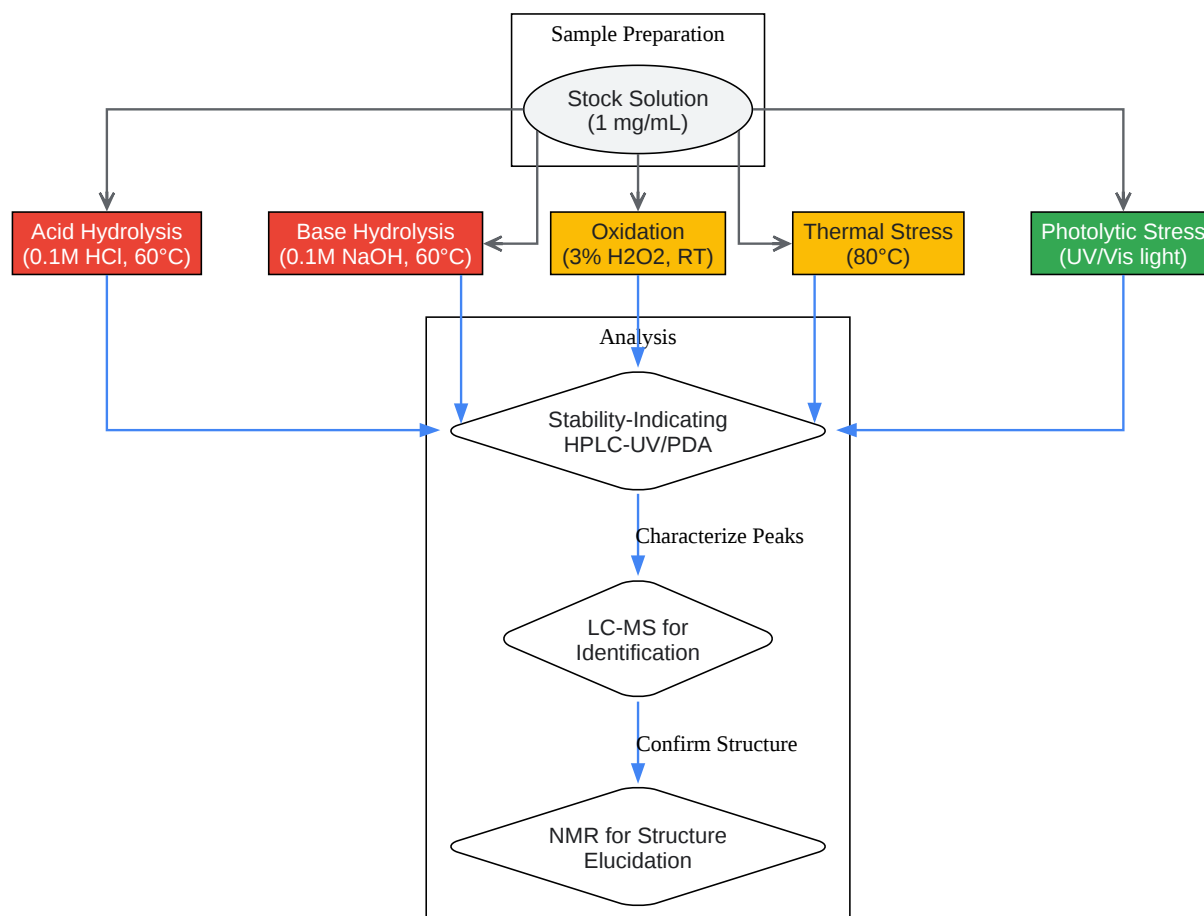 Sample Preparation
Stock Solution
(1 mg/mL)
Acid Hydrolysis
(0.1M HCl, 60°C)
Base Hydrolysis
(0.1M NaOH, 60°C)
Oxidation
(3% H2O2, RT)
Thermal Stress
(80°C)
Photolytic Stress
(UV/Vis light)
Analysis
Stability-Indicating
HPLC-UV/PDA
Characterize Peaks
LC-MS for
Identification
Confirm Structure
NMR for Structure
Elucidation